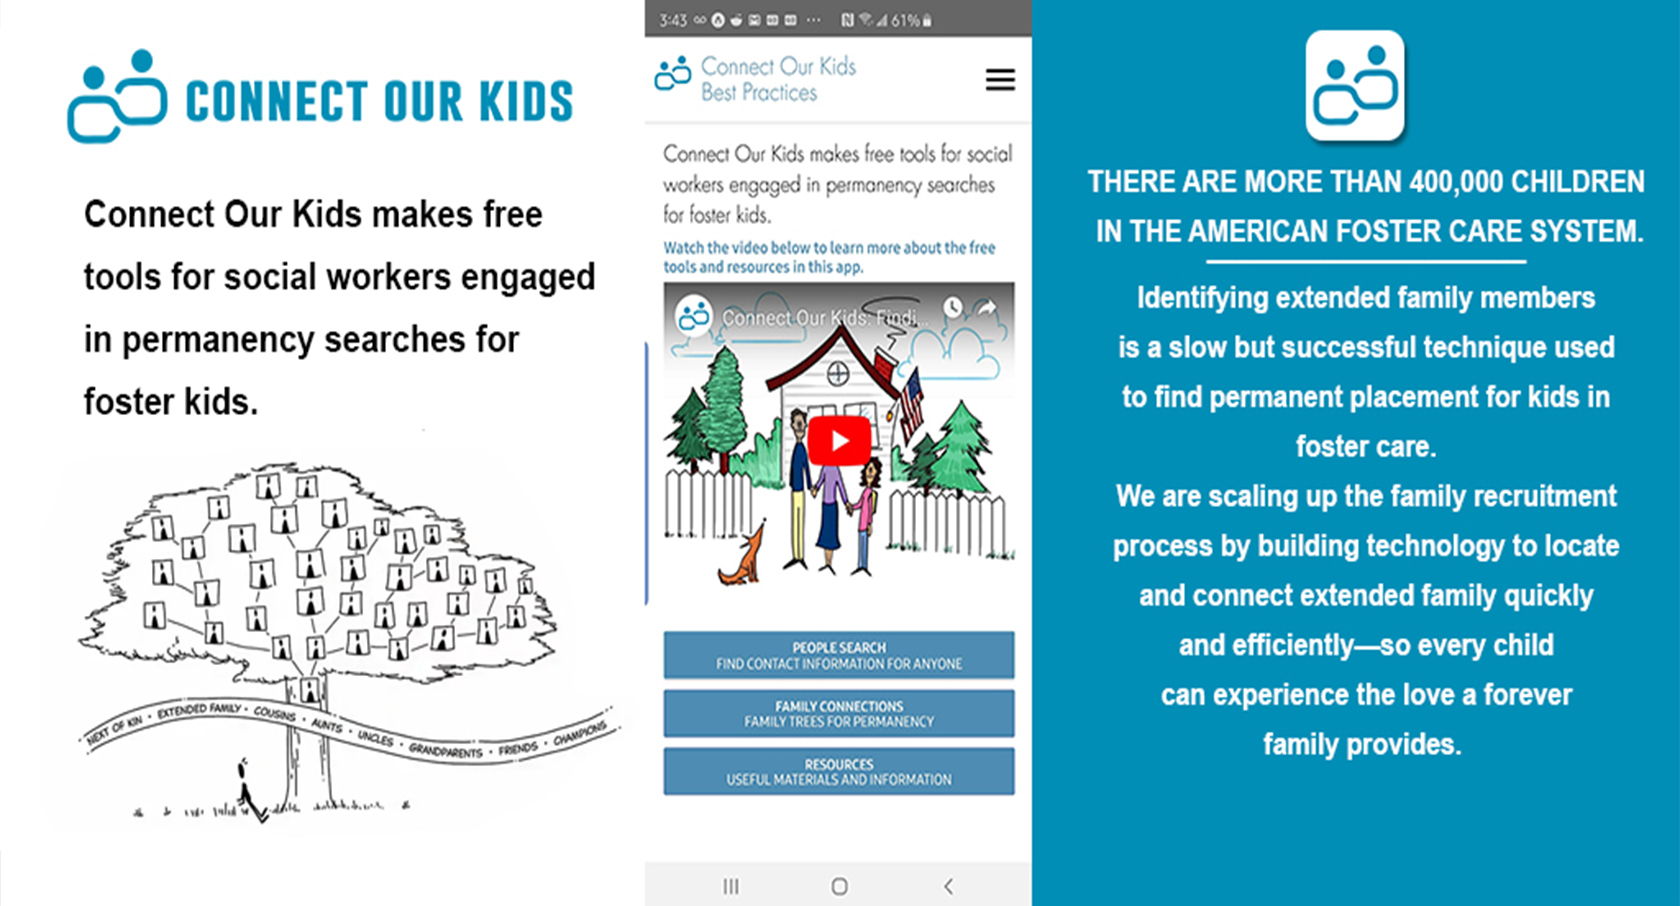 CONNECT OUR KIDS
Connect Our Kids makes free
tools for social workers engaged
in permanency searches for
foster kids.
NEXT OF KIN • EXTENDED FAMILY • COUSINS • AUNTS • UNCLES • GRANDPARENTS • FRIENDS • CHAMPIONS
3:43
61%
Connect Our Kids
Best Practices
Connect Our Kids makes free tools for social
workers engaged in permanency searches
for foster kids.
Watch the video below to learn more about the free
tools and resources in this app.
Connect Our Kids: Findi...
PEOPLE SEARCH
FIND CONTACT INFORMATION FOR ANYONE
FAMILY CONNECTIONS
FAMILY TREES FOR PERMANENCY
RESOURCES
USEFUL MATERIALS AND INFORMATION
THERE ARE MORE THAN 400,000 CHILDREN
IN THE AMERICAN FOSTER CARE SYSTEM.
Identifying extended family members
is a slow but successful technique used
to find permanent placement for kids in
foster care.
We are scaling up the family recruitment
process by building technology to locate
and connect extended family quickly
and efficiently—so every child
can experience the love a forever
family provides.